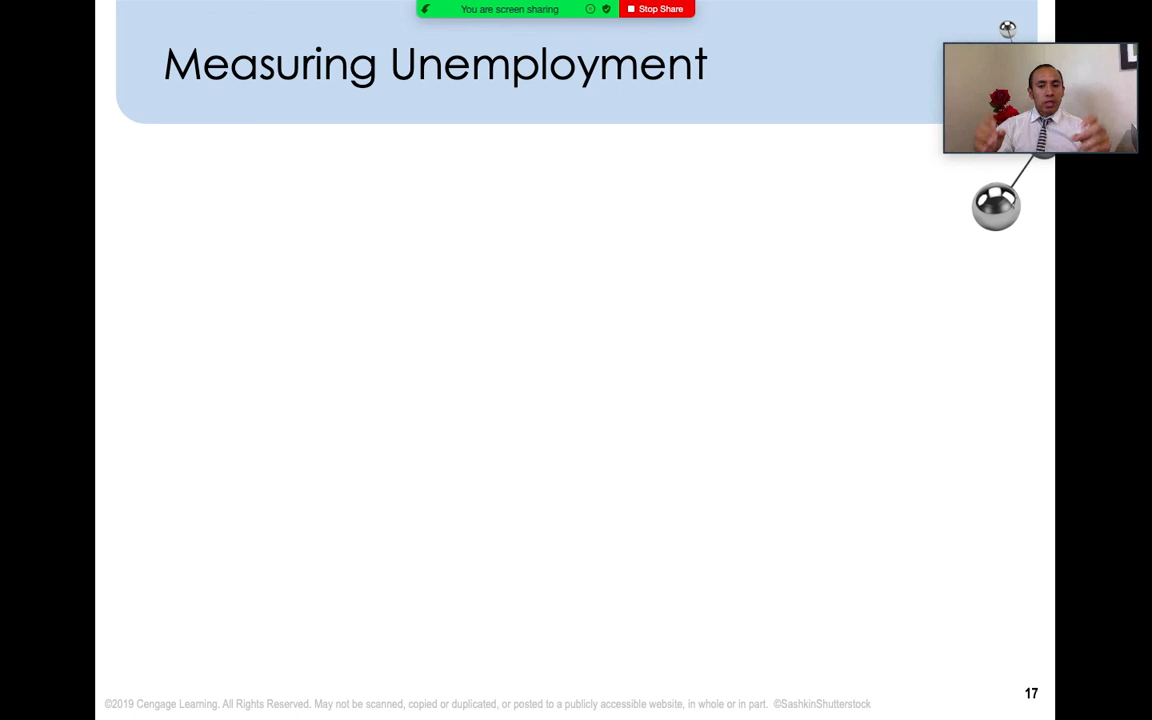 You are screen sharing
Stop Share
Measuring Unemployment
17
©2019 Cengage Learning. All Rights Reserved. May not be scanned, copied or duplicated, or posted to a publicly accessible website, in whole or in part. ©SashkinShutterstock